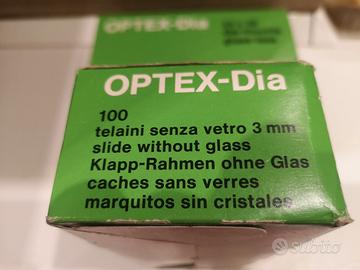 OPTEX-Dia
OPTEX-Dia
100
telaini senza vetro 3 mm
slide without glass
Klapp-Rahmen ohne Glas
caches sans verres
marquitos sin cristales
Subito